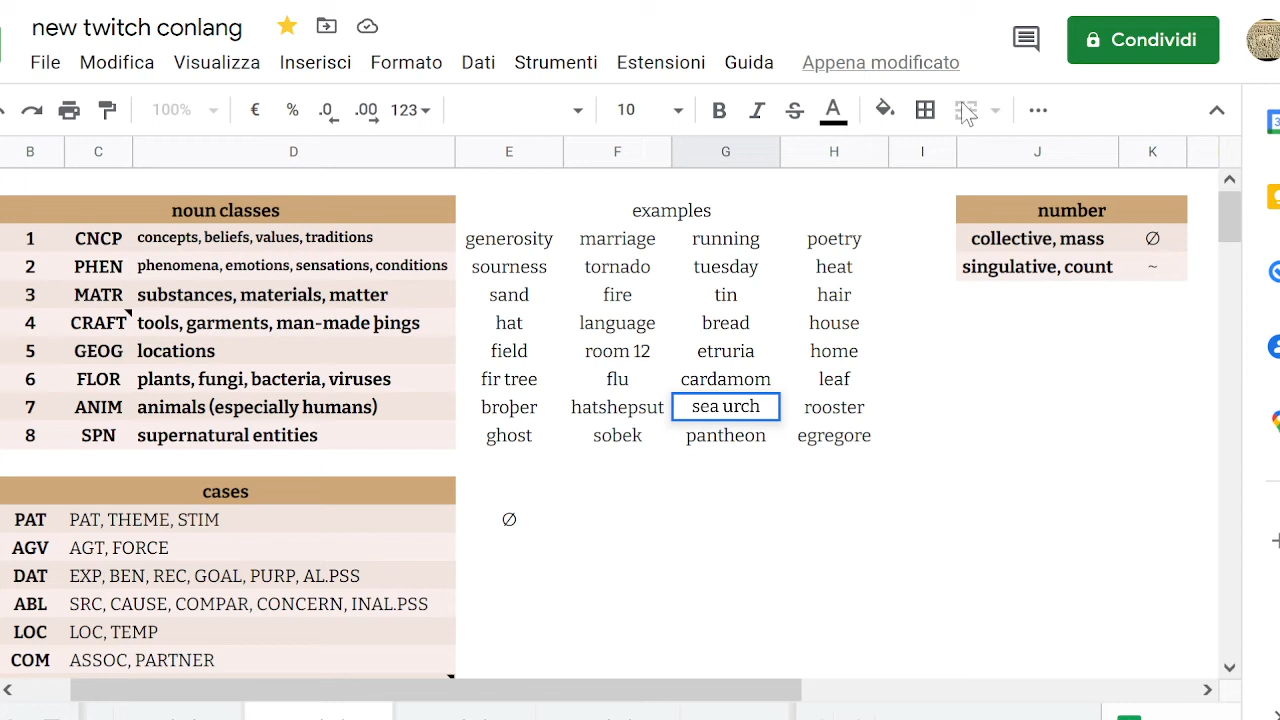 new twitch conlang
Condividi
File Modifica Visualizza Inserisci Formato Dati Strumenti Estensioni Guida Appena modificato
100% € % .0 .00 123 10 B I S A
B C D E F G H I J K
noun classes examples number
1 CNCP concepts, beliefs, values, traditions generosity marriage running poetry collective, mass ∅
2 PHEN phenomena, emotions, sensations, conditions sourness tornado tuesday heat singulative, count ~
3 MATR substances, materials, matter sand fire tin hair
4 CRAFT tools, garments, man-made þings hat language bread house
5 GEOG locations field room 12 etruria home
6 FLOR plants, fungi, bacteria, viruses fir tree flu cardamom leaf
7 ANIM animals (especially humans) broþer hatshepsut sea urch rooster
8 SPN supernatural entities ghost sobek pantheon egregore
cases
PAT PAT, THEME, STIM ∅
AGV AGT, FORCE
DAT EXP, BEN, REC, GOAL, PURP, AL.PSS
ABL SRC, CAUSE, COMPAR, CONCERN, INAL.PSS
LOC LOC, TEMP
COM ASSOC, PARTNER